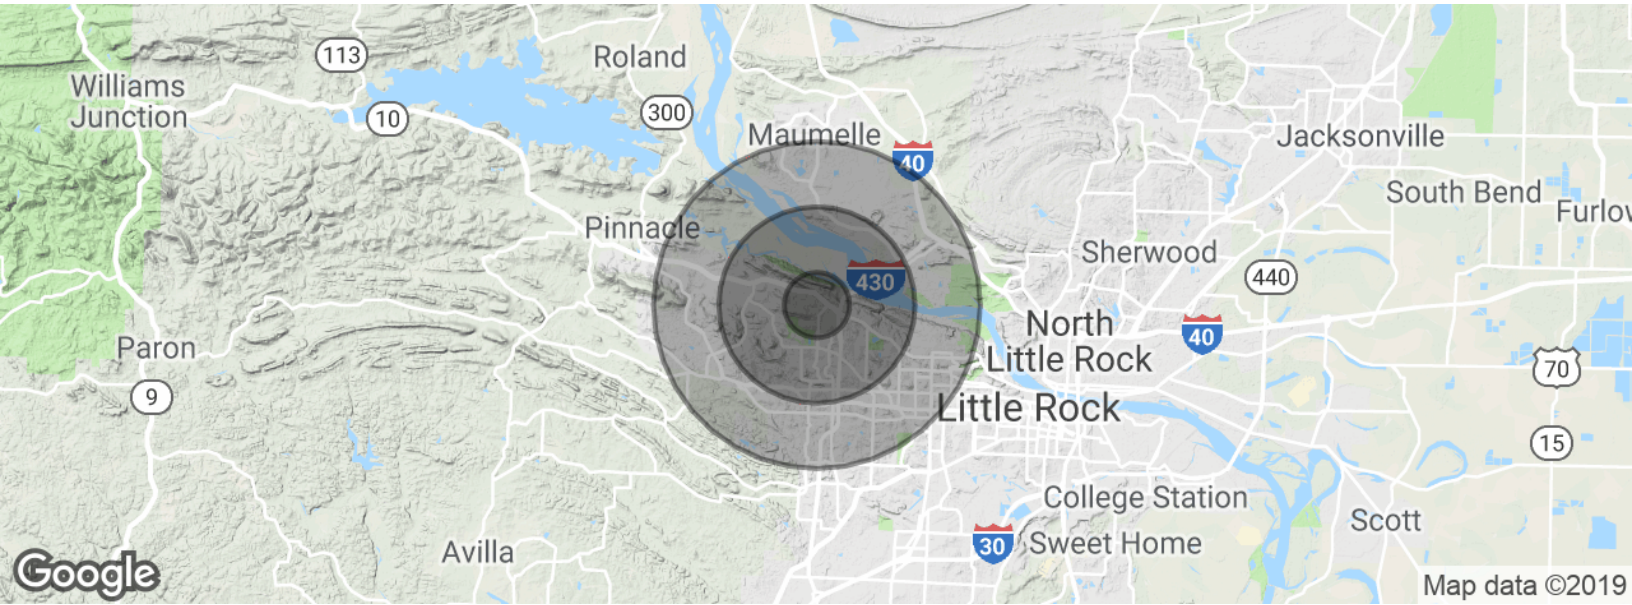 113
Roland
Williams
Junction
10
300
Maumelle
40
Jacksonville
South Bend
Furlov
Pinnacle
Sherwood
430
440
North
Little Rock
40
Paron
70
9
Little Rock
15
College Station
Scott
30
Sweet Home
Avilla
Google
Map data ©2019